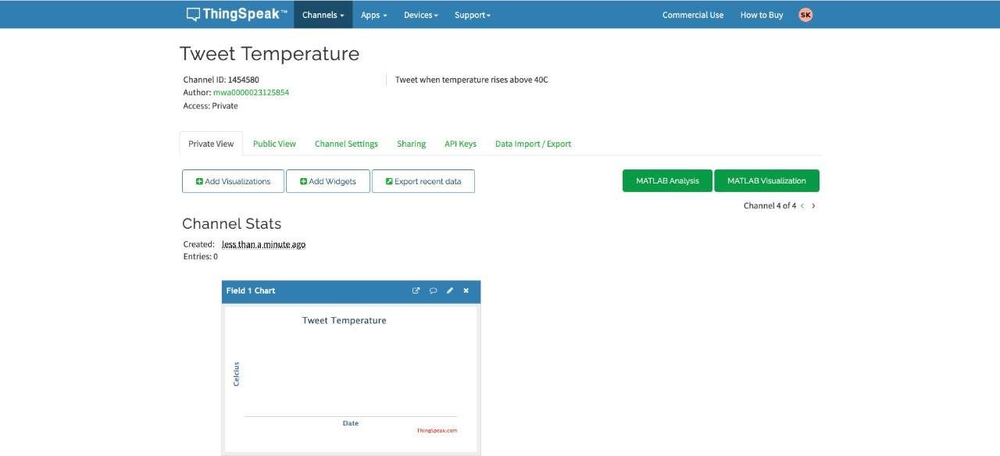 ThingSpeak™ Channels Apps Devices Support Commercial Use How to Buy SK
Tweet Temperature
Channel ID: 1454580 Tweet when temperature rises above 40C
Author: mwa0000023125854
Access: Private
Private View Public View Channel Settings Sharing API Keys Data Import / Export
Add Visualizations Add Widgets Export recent data MATLAB Analysis MATLAB Visualization
Channel 4 of 4 < >
Channel Stats
Created: less than a minute ago
Entries: 0
Field 1 Chart
Tweet Temperature
Celcius
Date
ThingSpeak.com